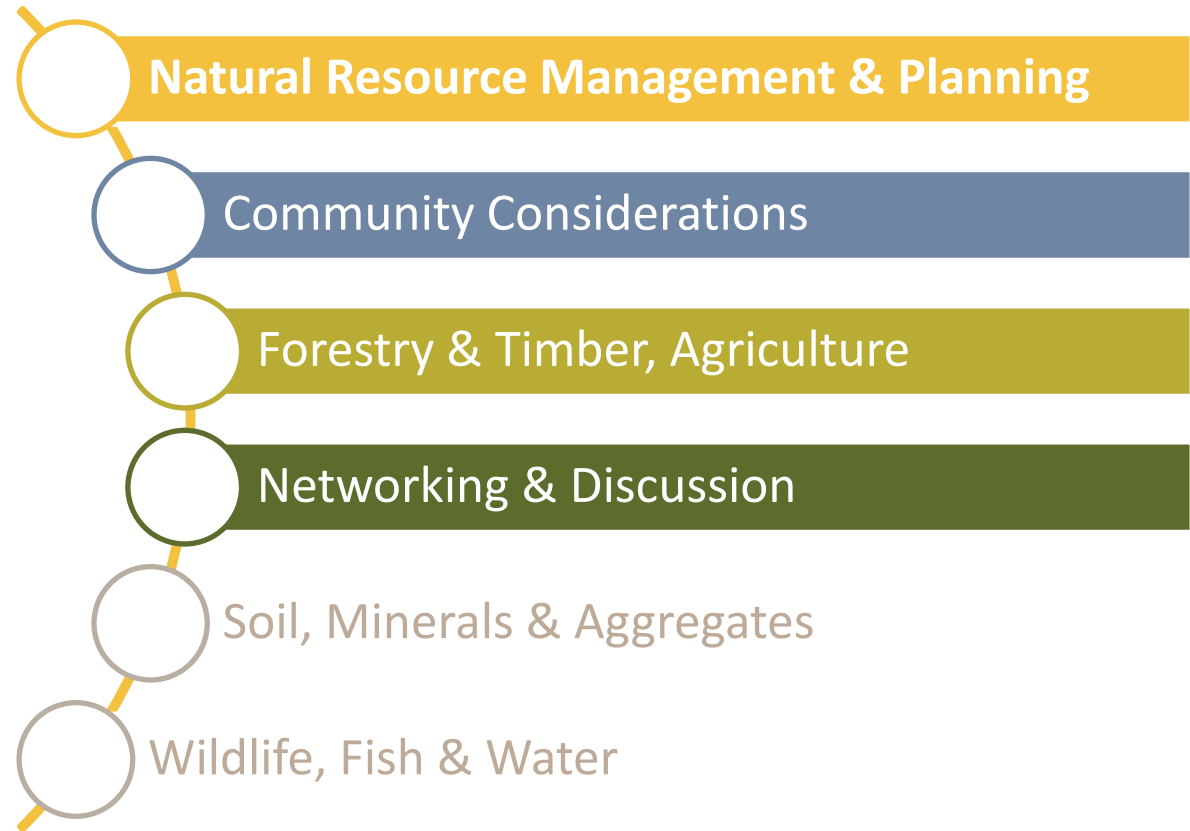 Natural Resource Management & Planning
Community Considerations
Forestry & Timber, Agriculture
Networking & Discussion
Soil, Minerals & Aggregates
Wildlife, Fish & Water